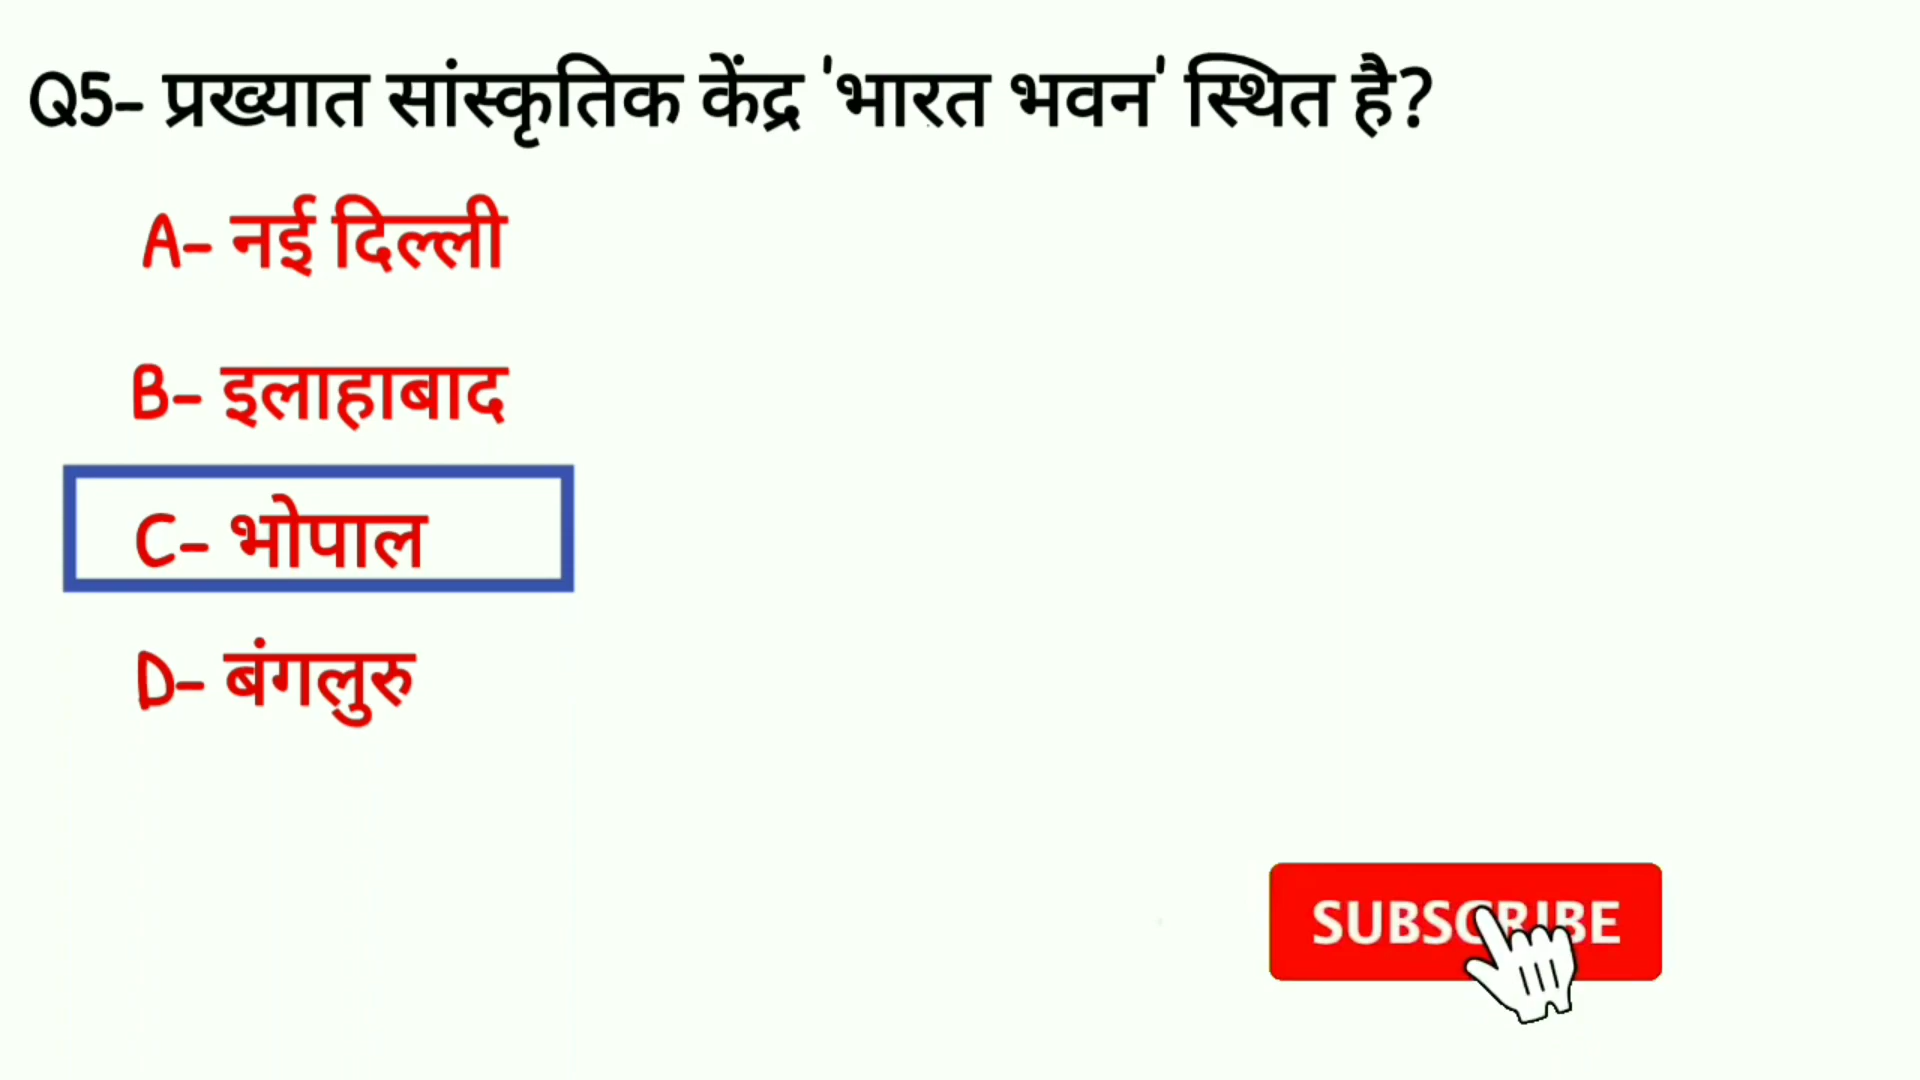 Q5- प्रख्यात सांस्कृतिक केंद्र 'भारत भवन' स्थित है?
A- नई दिल्ली
B- इलाहाबाद
C- भोपाल
D- बंगलुरु
SUBSCRIBE